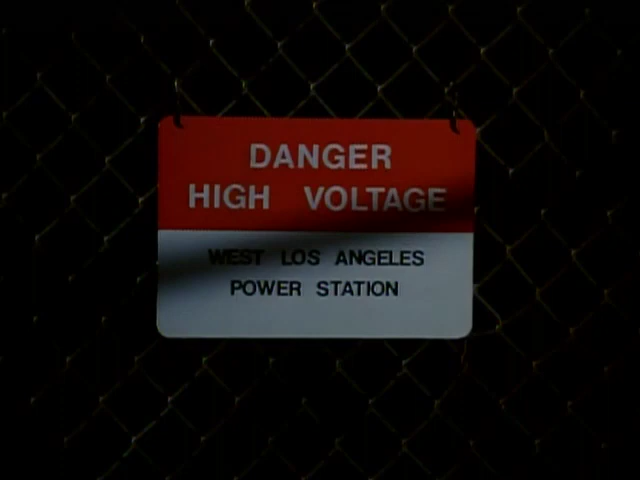 DANGER
HIGH VOLTAGE
WEST LOS ANGELES
POWER STATION